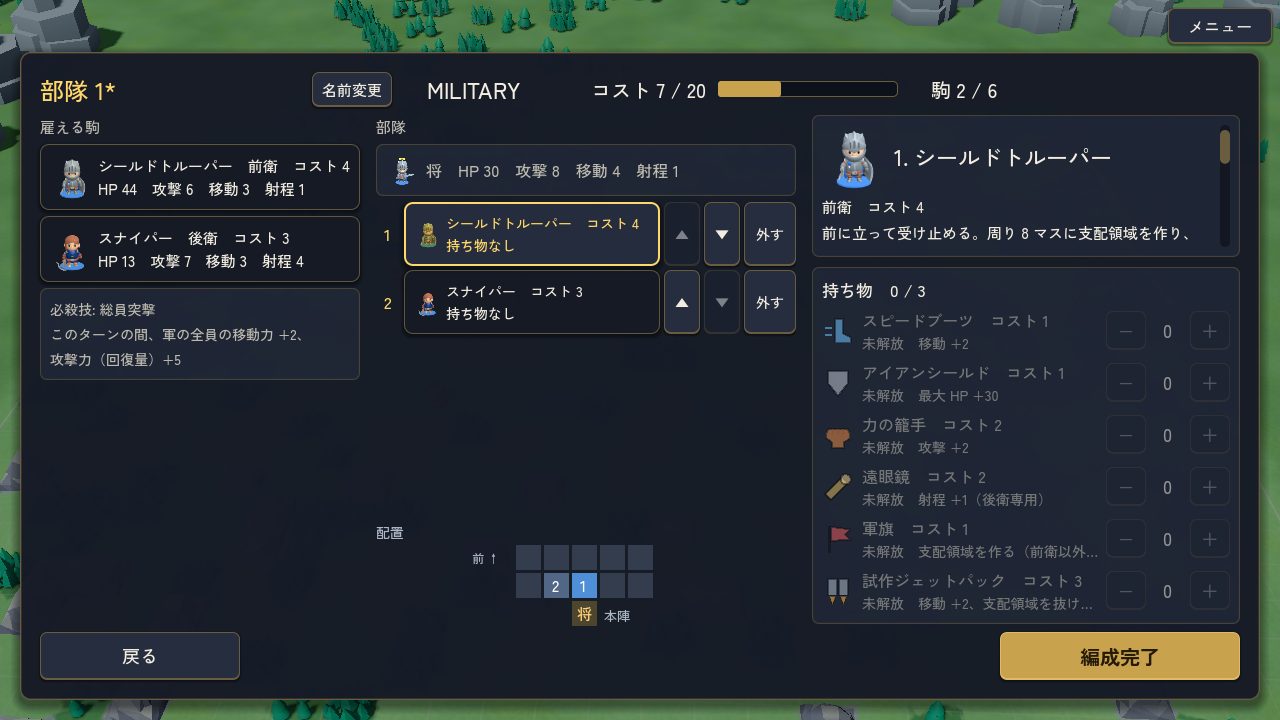 メニュー
部隊 1*
名前変更
MILITARY
コスト 7 / 20
駒 2 / 6
雇える駒
シールドトルーパー　前衛　コスト 4
HP 44　攻撃 6　移動 3　射程 1
スナイパー　後衛　コスト 3
HP 13　攻撃 7　移動 3　射程 4
必殺技: 総員突撃
このターンの間、軍の全員の移動力 +2、
攻撃力（回復量）+5
部隊
将　HP 30　攻撃 8　移動 4　射程 1
1
シールドトルーパー　コスト 4
持ち物なし
▲
▼
外す
2
スナイパー　コスト 3
持ち物なし
▲
▼
外す
配置
前 ↑
2 1
将 本陣
1. シールドトルーパー
前衛　コスト 4
前に立って受け止める。周り 8 マスに支配領域を作り、
持ち物　0 / 3
スピードブーツ　コスト 1
未解放　移動 +2
− 0 +
アイアンシールド　コスト 1
未解放　最大 HP +30
− 0 +
力の籠手　コスト 2
未解放　攻撃 +2
− 0 +
遠眼鏡　コスト 2
未解放　射程 +1（後衛専用）
− 0 +
軍旗　コスト 1
未解放　支配領域を作る（前衛以外...
− 0 +
試作ジェットパック　コスト 3
未解放　移動 +2、支配領域を抜け...
− 0 +
戻る
編成完了